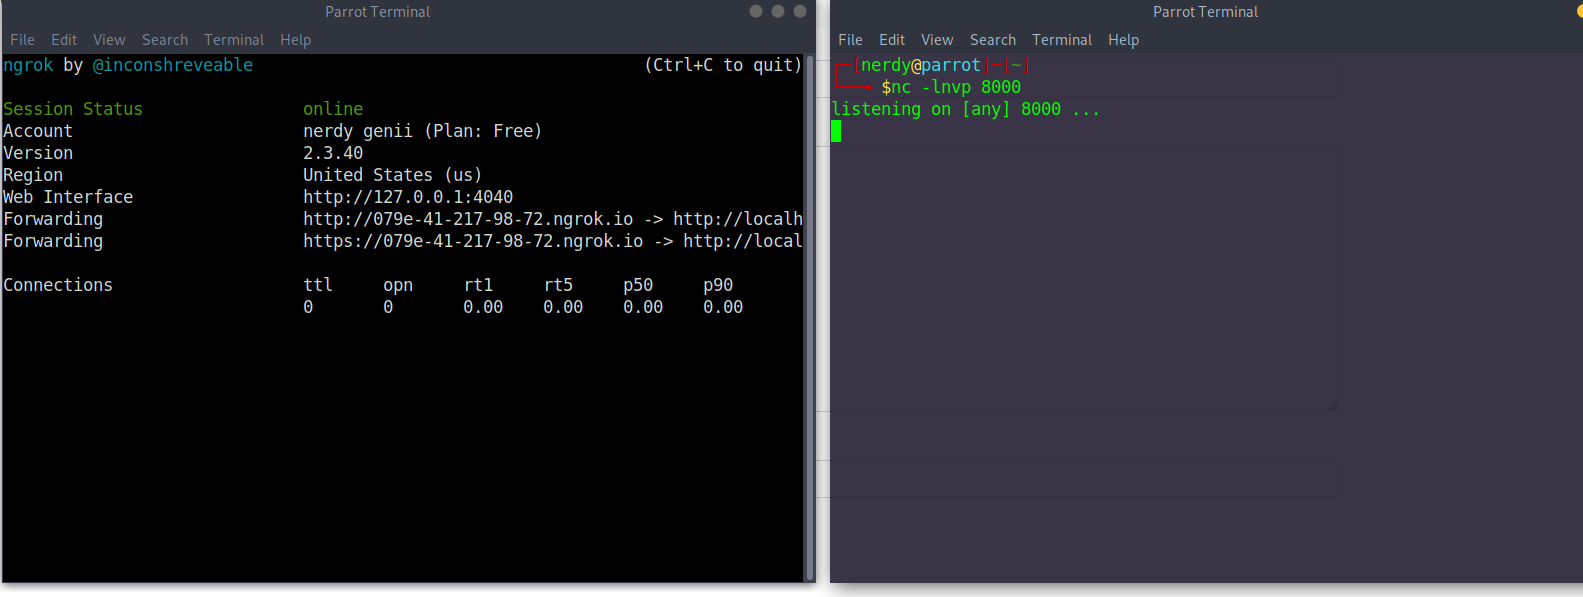 Parrot Terminal
File Edit View Search Terminal Help
ngrok by @inconshreveable (Ctrl+C to quit)
Session Status online
Account nerdy genii (Plan: Free)
Version 2.3.40
Region United States (us)
Web Interface http://127.0.0.1:4040
Forwarding http://079e-41-217-98-72.ngrok.io -> http://localh
Forwarding https://079e-41-217-98-72.ngrok.io -> http://local
Connections ttl opn rt1 rt5 p50 p90
0 0 0.00 0.00 0.00 0.00
Parrot Terminal
File Edit View Search Terminal Help
┌─[nerdy@parrot]─[~]
└──╼ $nc -lnvp 8000
listening on [any] 8000 ...